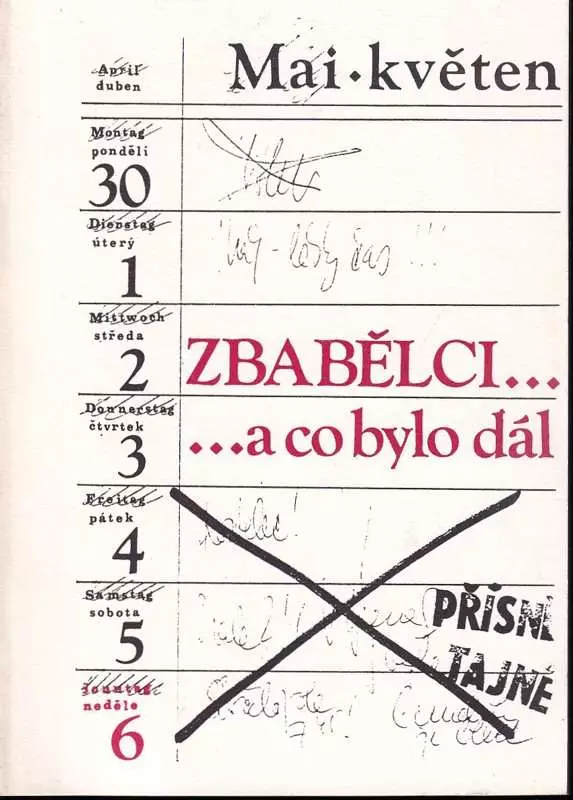 April
duben
Mai · květen
Montag
pondělí
30
Dienstag
úterý
1
Mittwoch
středa
2
ZBABĚLCI...
Donnerstag
čtvrtek
3
...a co bylo dál
Freitag
pátek
4
Samstag
sobota
5
PŘÍSNĚ
TAJNÉ
Sonntag
neděle
6